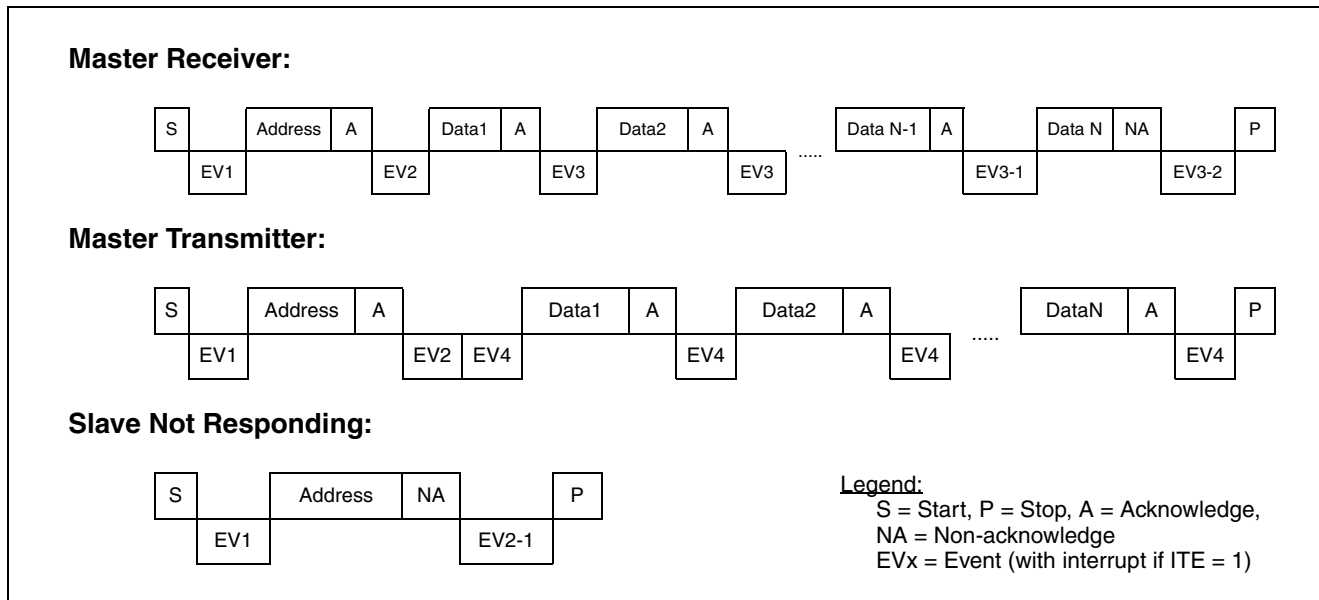 Master Receiver:
S Address A Data1 A Data2 A ..... Data N-1 A Data N NA P
EV1 EV2 EV3 EV3 EV3-1 EV3-2
Master Transmitter:
S Address A Data1 A Data2 A ..... DataN A P
EV1 EV2 EV4 EV4 EV4 EV4
Slave Not Responding:
S Address NA P
EV1 EV2-1
Legend:
S = Start, P = Stop, A = Acknowledge,
NA = Non-acknowledge
EVx = Event (with interrupt if ITE = 1)